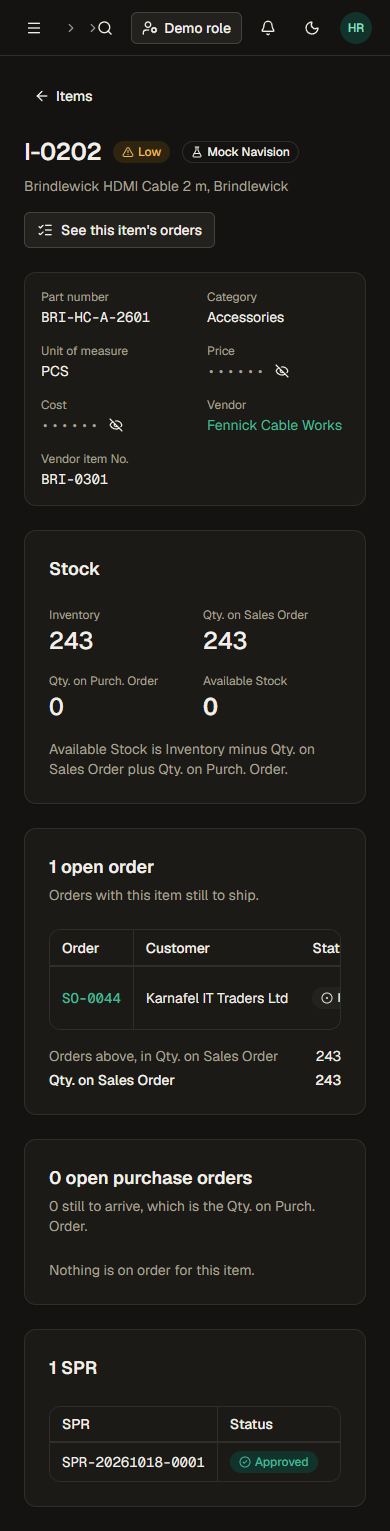 Demo role
HR
Items
I-0202 Low Mock Navision
Brindlewick HDMI Cable 2 m, Brindlewick
See this item's orders
Part number Category
BRI-HC-A-2601 Accessories
Unit of measure Price
PCS ••••••
Cost Vendor
•••••• Fennick Cable Works
Vendor item No.
BRI-0301
Stock
Inventory Qty. on Sales Order
243 243
Qty. on Purch. Order Available Stock
0 0
Available Stock is Inventory minus Qty. on
Sales Order plus Qty. on Purch. Order.
1 open order
Orders with this item still to ship.
Order Customer Stat
SO-0044 Karnafel IT Traders Ltd
Orders above, in Qty. on Sales Order 243
Qty. on Sales Order 243
0 open purchase orders
0 still to arrive, which is the Qty. on Purch.
Order.
Nothing is on order for this item.
1 SPR
SPR Status
SPR-20261018-0001 Approved